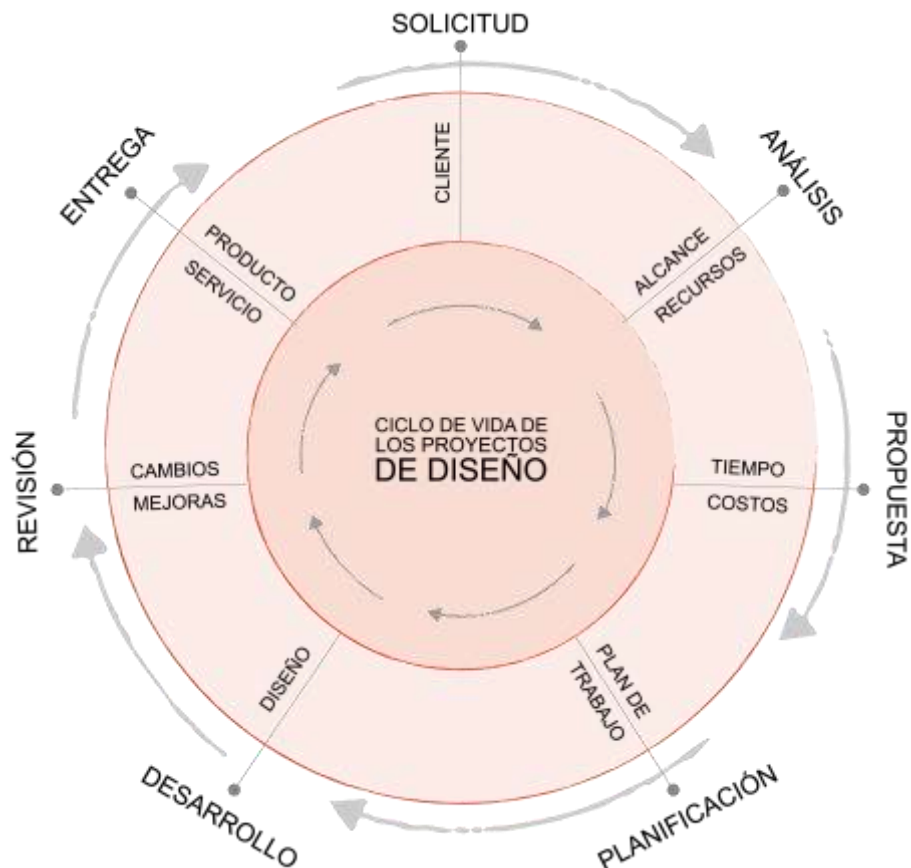 SOLICITUD
CLIENTE
ANÁLISIS
ALCANCE
RECURSOS
PROPUESTA
TIEMPO
COSTOS
PLANIFICACIÓN
PLAN DE
TRABAJO
DESARROLLO
DISEÑO
REVISIÓN
CAMBIOS
MEJORAS
ENTREGA
PRODUCTO
SERVICIO
CICLO DE VIDA DE
LOS PROYECTOS
DE DISEÑO